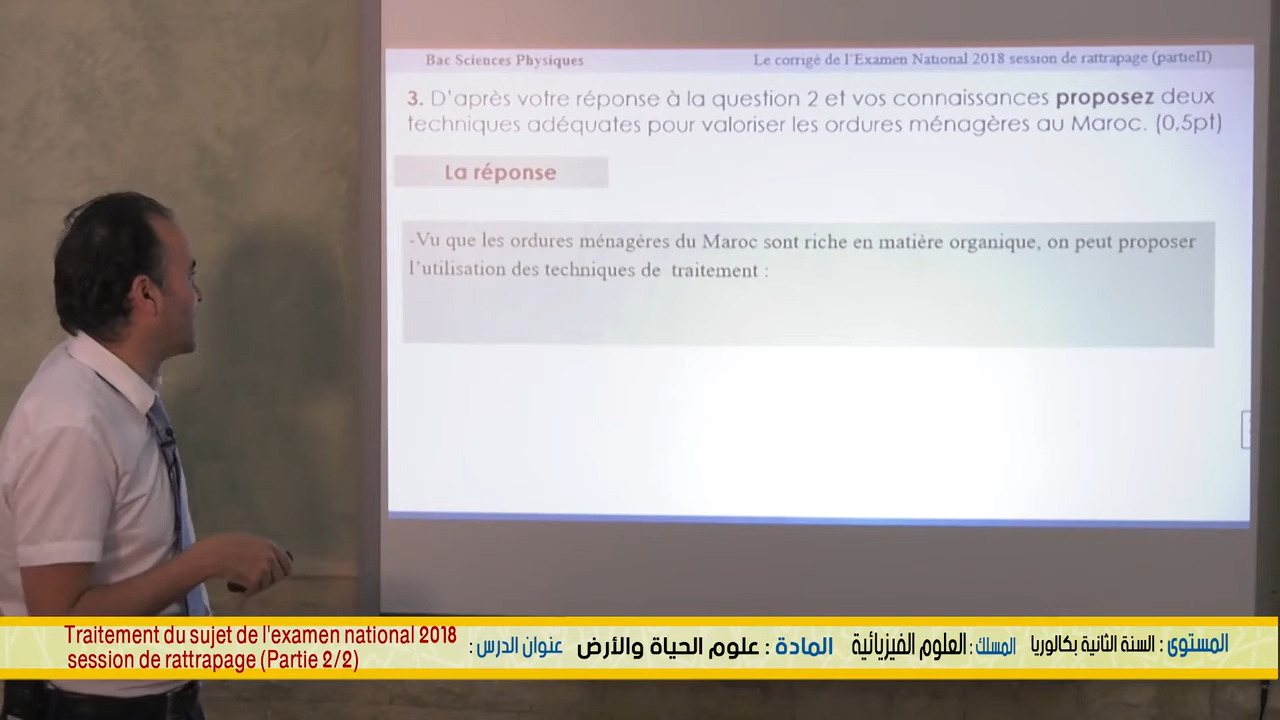 Bac Sciences Physiques
Le corrigé de l'Examen National 2018 session de rattrapage (partieII)
3. D'après votre réponse à la question 2 et vos connaissances proposez deux
techniques adéquates pour valoriser les ordures ménagères au Maroc. (0,5pt)
La réponse
-Vu que les ordures ménagères du Maroc sont riche en matière organique, on peut proposer
l'utilisation des techniques de traitement :
المستوى : السنة الثانية بكالوريا المسلك : العلوم الفيزيائية المادة : علوم الحياة والأرض عنوان الدرس :
Traitement du sujet de l'examen national 2018
session de rattrapage (Partie 2/2)